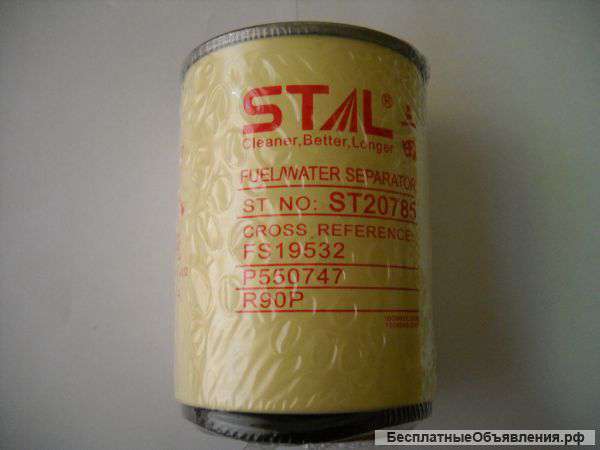 STAL®
Cleaner,Better,Longer
FUEL/WATER SEPARATOR
ST NO: ST20785
CROSS REFERENCE:
FS19532
P550747
R90P
БесплатныеОбъявления.рф